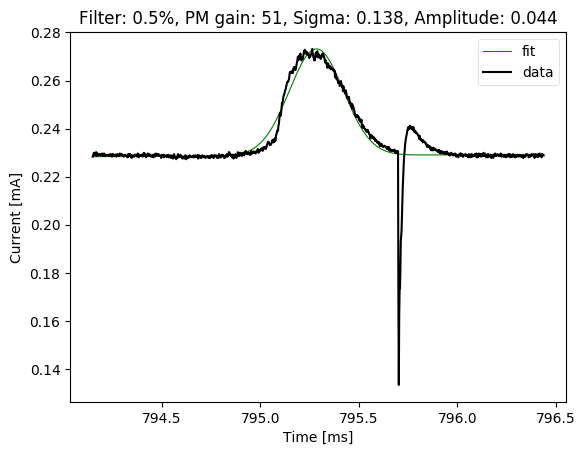 Filter: 0.5%, PM gain: 51, Sigma: 0.138, Amplitude: 0.044
0.28
fit
data
0.26
0.24
0.22
0.20
0.18
0.16
0.14
Current [mA]
794.5 795.0 795.5 796.0 796.5
Time [ms]